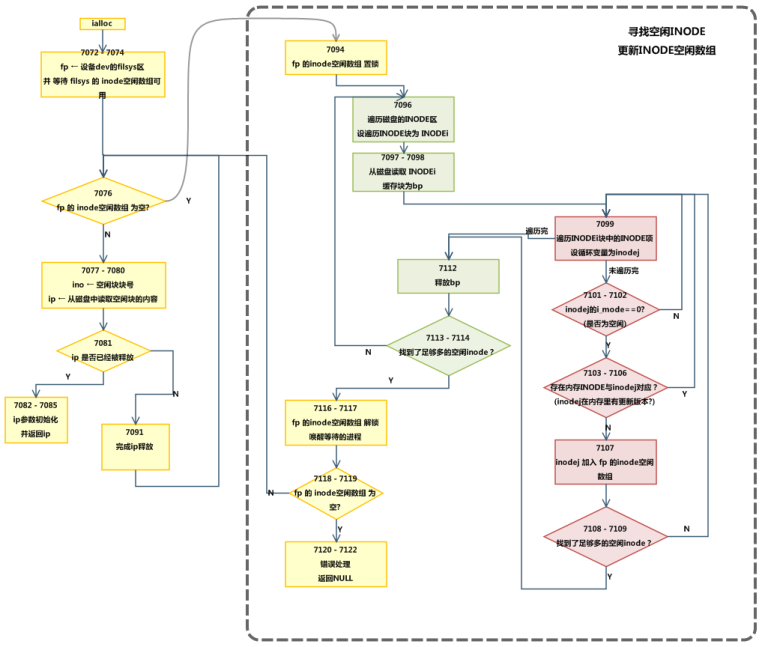 ialloc
7072 - 7074
fp ← 设备dev的filsys区
并 等待 filsys 的 inode空闲数组可
用
7076
fp 的 inode空闲数组 为空?
Y
N
7077 - 7080
ino ← 空闲块块号
ip ← 从磁盘中读取空闲块的内容
7081
ip 是否已经被释放
Y
N
7082 - 7085
ip参数初始化
并返回ip
7091
完成ip释放
寻找空闲INODE
更新INODE空闲数组
7094
fp 的inode空闲数组 置锁
7096
遍历磁盘的INODE区
设遍历INODE块为 INODEi
7097 - 7098
从磁盘读取 INODEi
缓存块为bp
7099
遍历INODEi块中的INODE项
设循环变量为inodej
遍历完
未遍历完
7112
释放bp
7113 - 7114
找到了足够多的空闲inode ?
N
Y
7116 - 7117
fp 的inode空闲数组 解锁
唤醒等待的进程
7118 - 7119
fp 的 inode空闲数组 为
空?
N
Y
7120 - 7122
错误处理
返回NULL
7101 - 7102
inodej的i_mode==0?
(是否为空闲)
N
Y
7103 - 7106
存在内存INODE与inodej对应 ?
(inodej在内存里有更新版本?)
Y
N
7107
inodej 加入 fp 的inode空闲
数组
7108 - 7109
找到了足够多的空闲inode ?
N
Y